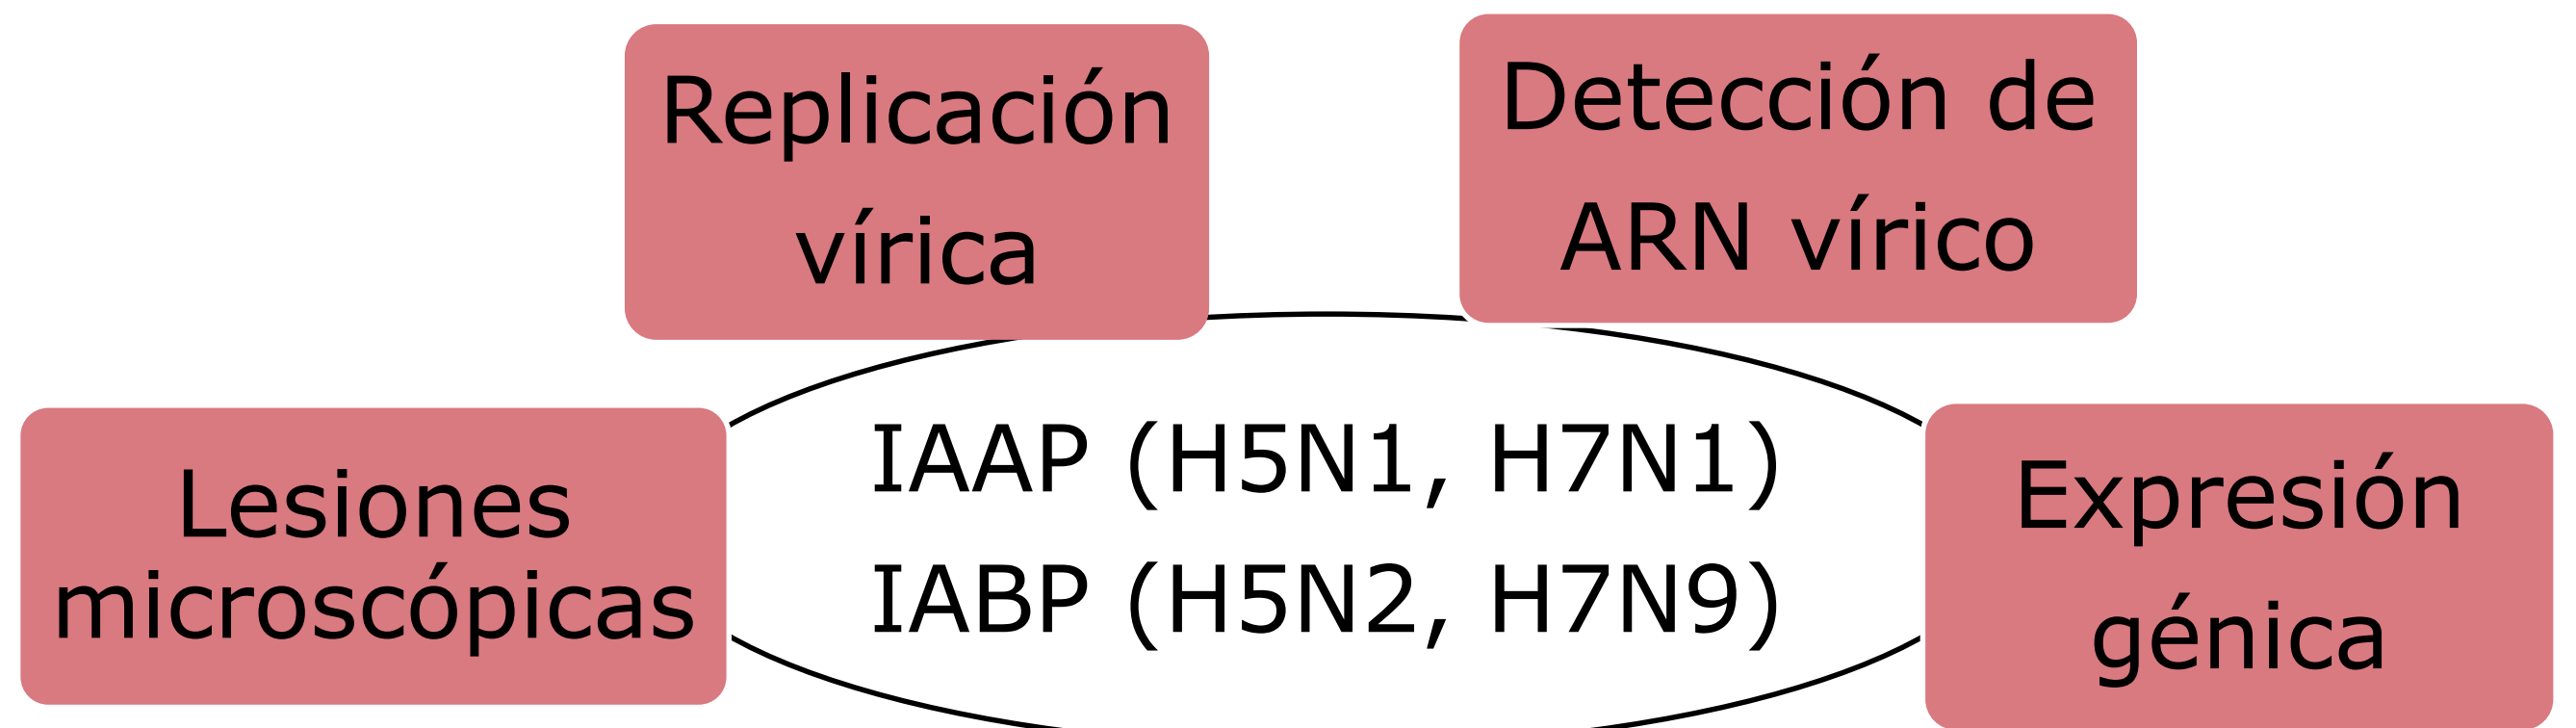 Replicación
vírica
Detección de
ARN vírico
Lesiones
microscópicas
IAAP (H5N1, H7N1)
IABP (H5N2, H7N9)
Expresión
génica